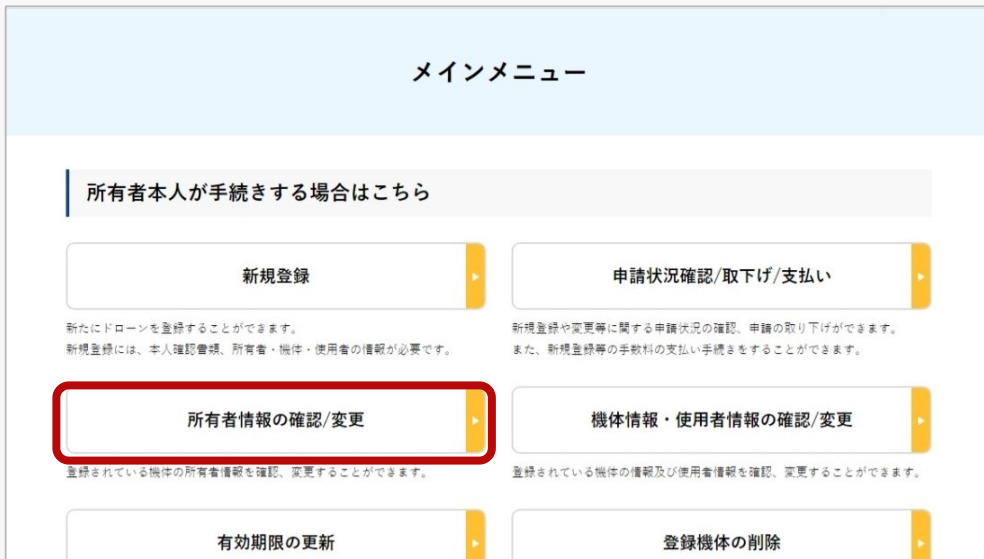 メインメニュー
所有者本人が手続きする場合はこちら
新規登録
申請状況確認/取下げ/支払い
新たにドローンを登録することができます。
新規登録には、本人確認書類、所有者・機体・使用者の情報が必要です。
新規登録や変更等に関する申請状況の確認、申請の取り下げができます。
また、新規登録等の手数料の支払い手続きをすることができます。
所有者情報の確認/変更
機体情報・使用者情報の確認/変更
登録されている機体の所有者情報を確認、変更することができます。
登録されている機体の情報及び使用者情報を確認、変更することができます。
有効期限の更新
登録機体の削除